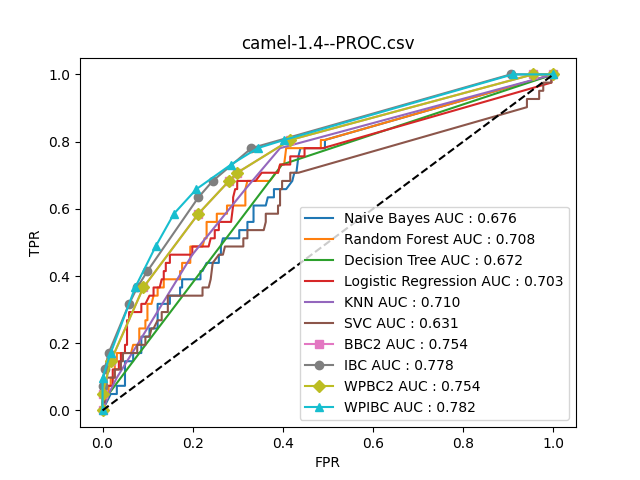 camel-1.4--PROC.csv
TPR
1.0
0.8
0.6
0.4
0.2
0.0
Naive Bayes AUC : 0.676
Random Forest AUC : 0.708
Decision Tree AUC : 0.672
Logistic Regression AUC : 0.703
KNN AUC : 0.710
SVC AUC : 0.631
BBC2 AUC : 0.754
IBC AUC : 0.778
WPBC2 AUC : 0.754
WPIBC AUC : 0.782
0.0 0.2 0.4 0.6 0.8 1.0
FPR